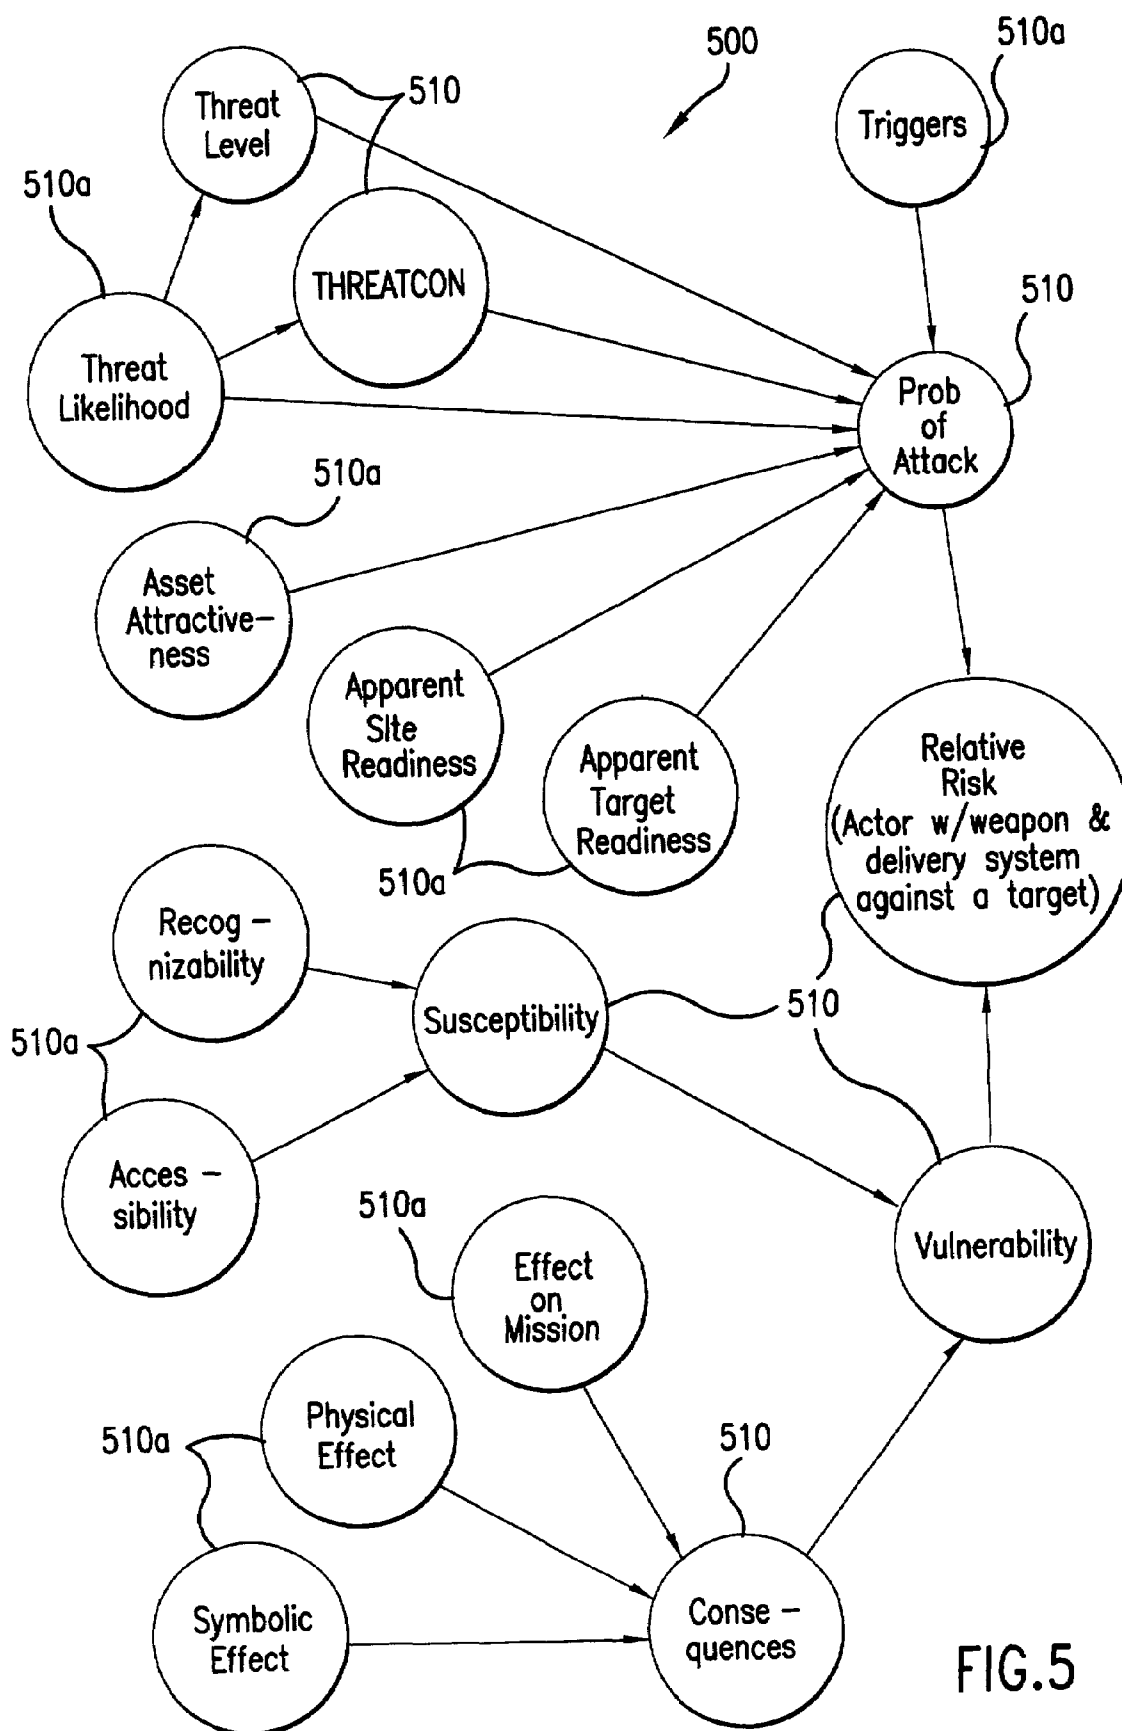 510a
500
Threat
Level
510
Triggers
510a
THREATCON
510
Threat
Likelihood
Prob
of
Attack
510a
Asset
Attractive-
ness
Apparent
SIte
Readiness
Apparent
Target
Readiness
Relative
Risk
(Actor w/weapon &
delivery system
against a target)
510a
Recog -
nizability
510
Susceptibility
510a
Acces -
sibility
510a
Effect
on
Mission
Vulnerability
Physical
Effect
510a
510
Symbolic
Effect
Conse -
quences
FIG.5